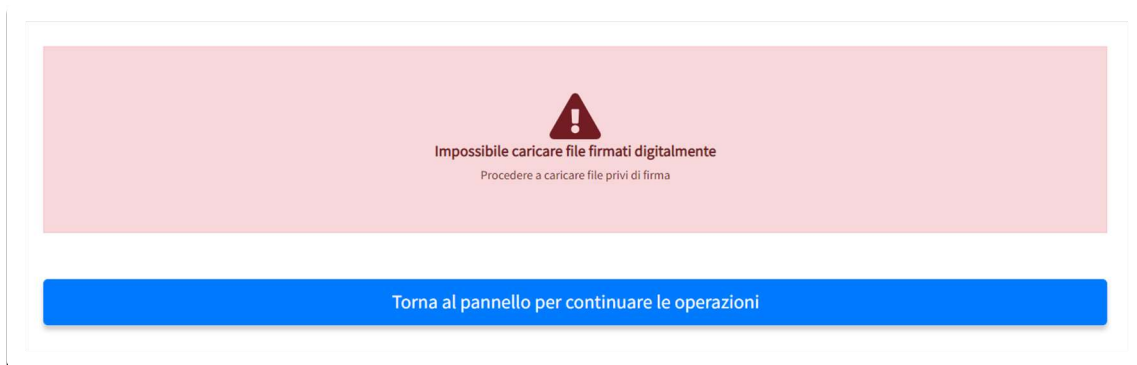 Impossibile caricare file firmati digitalmente
Procedere a caricare file privi di firma
Torna al pannello per continuare le operazioni